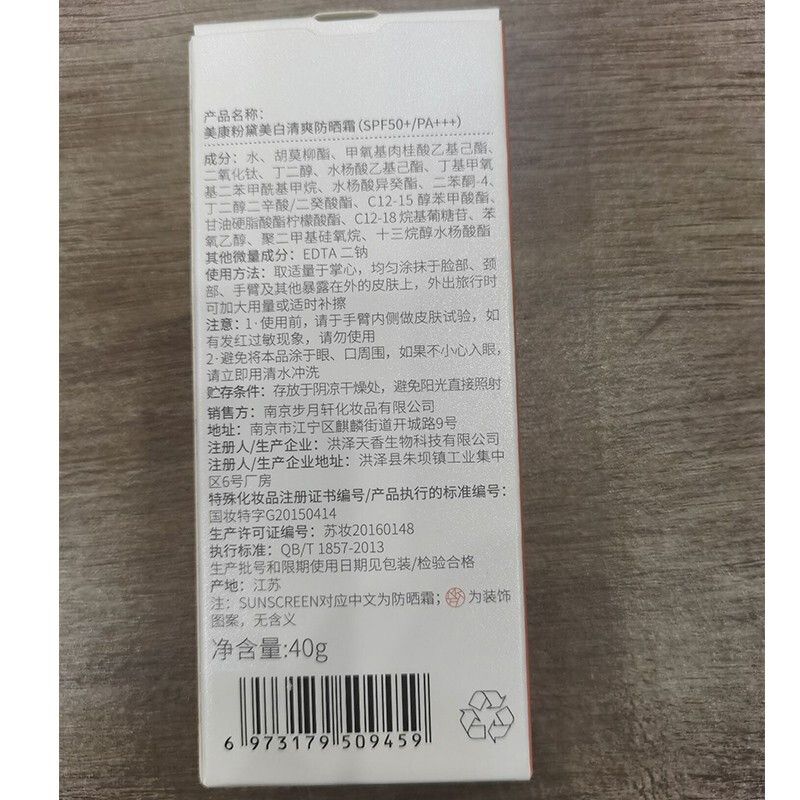 产品名称:
美康粉黛美白清爽防晒霜(SPF50+/PA+++)
成分：水、胡莫柳酯、甲氧基肉桂酸乙基己酯、
二氧化钛、丁二醇、水杨酸乙基己酯、丁基甲氧
基二苯甲酰基甲烷、水杨酸异癸酯、二苯酮-4、
丁二醇二辛酸/二癸酸酯、C12-15 醇苯甲酸酯、
甘油硬脂酸酯柠檬酸酯、C12-18 烷基葡糖苷、苯
氧乙醇、聚二甲基硅氧烷、十三烷醇水杨酸酯
其他微量成分：EDTA 二钠
使用方法：取适量于掌心，均匀涂抹于脸部、颈
部、手臂及其他暴露在外的皮肤上，外出旅行时
可加大用量或适时补擦
注意：1·使用前，请于手臂内侧做皮肤试验，如
有发红过敏现象，请勿使用
2·避免将本品涂于眼、口周围，如果不小心入眼，
请立即用清水冲洗
贮存条件：存放于阴凉干燥处，避免阳光直接照射
销售方：南京步月轩化妆品有限公司
地址：南京市江宁区麒麟街道开城路9号
注册人/生产企业：洪泽天香生物科技有限公司
注册人/生产企业地址：洪泽县朱坝镇工业集中
区6号厂房
特殊化妆品注册证书编号/产品执行的标准编号：
国妆特字G20150414
生产许可证编号：苏妆20160148
执行标准：QB/T 1857-2013
生产批号和限期使用日期见包装/检验合格
产地：江苏
注：SUNSCREEN对应中文为防晒霜；为装饰
图案，无含义
净含量:40g
6 973179 509459